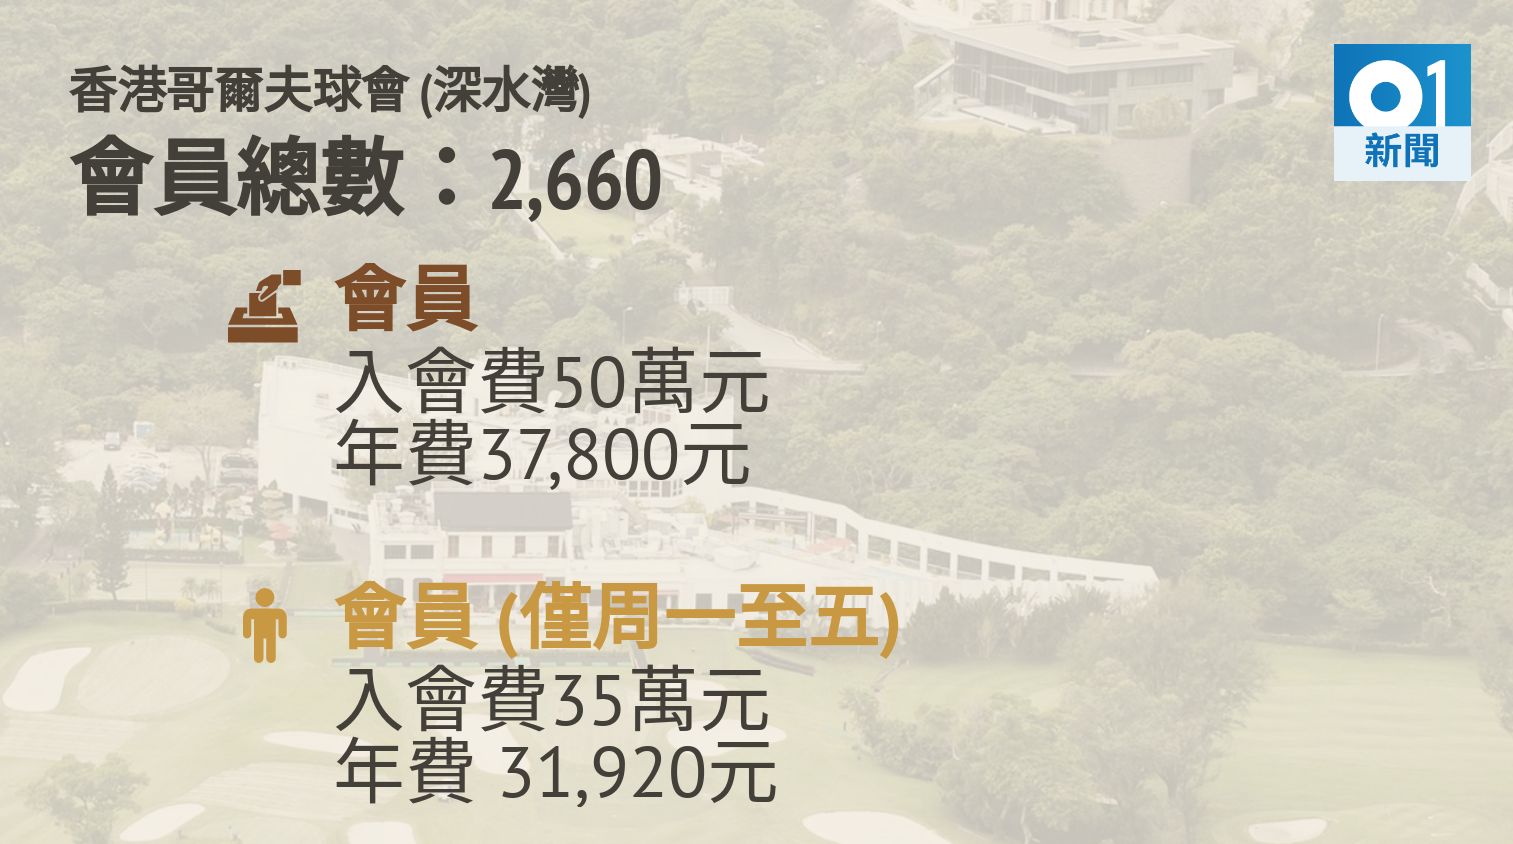 香港哥爾夫球會 (深水灣)
會員總數：2,660
01
新聞
會員
入會費50萬元
年費37,800元
會員 (僅周一至五)
入會費35萬元
年費 31,920元